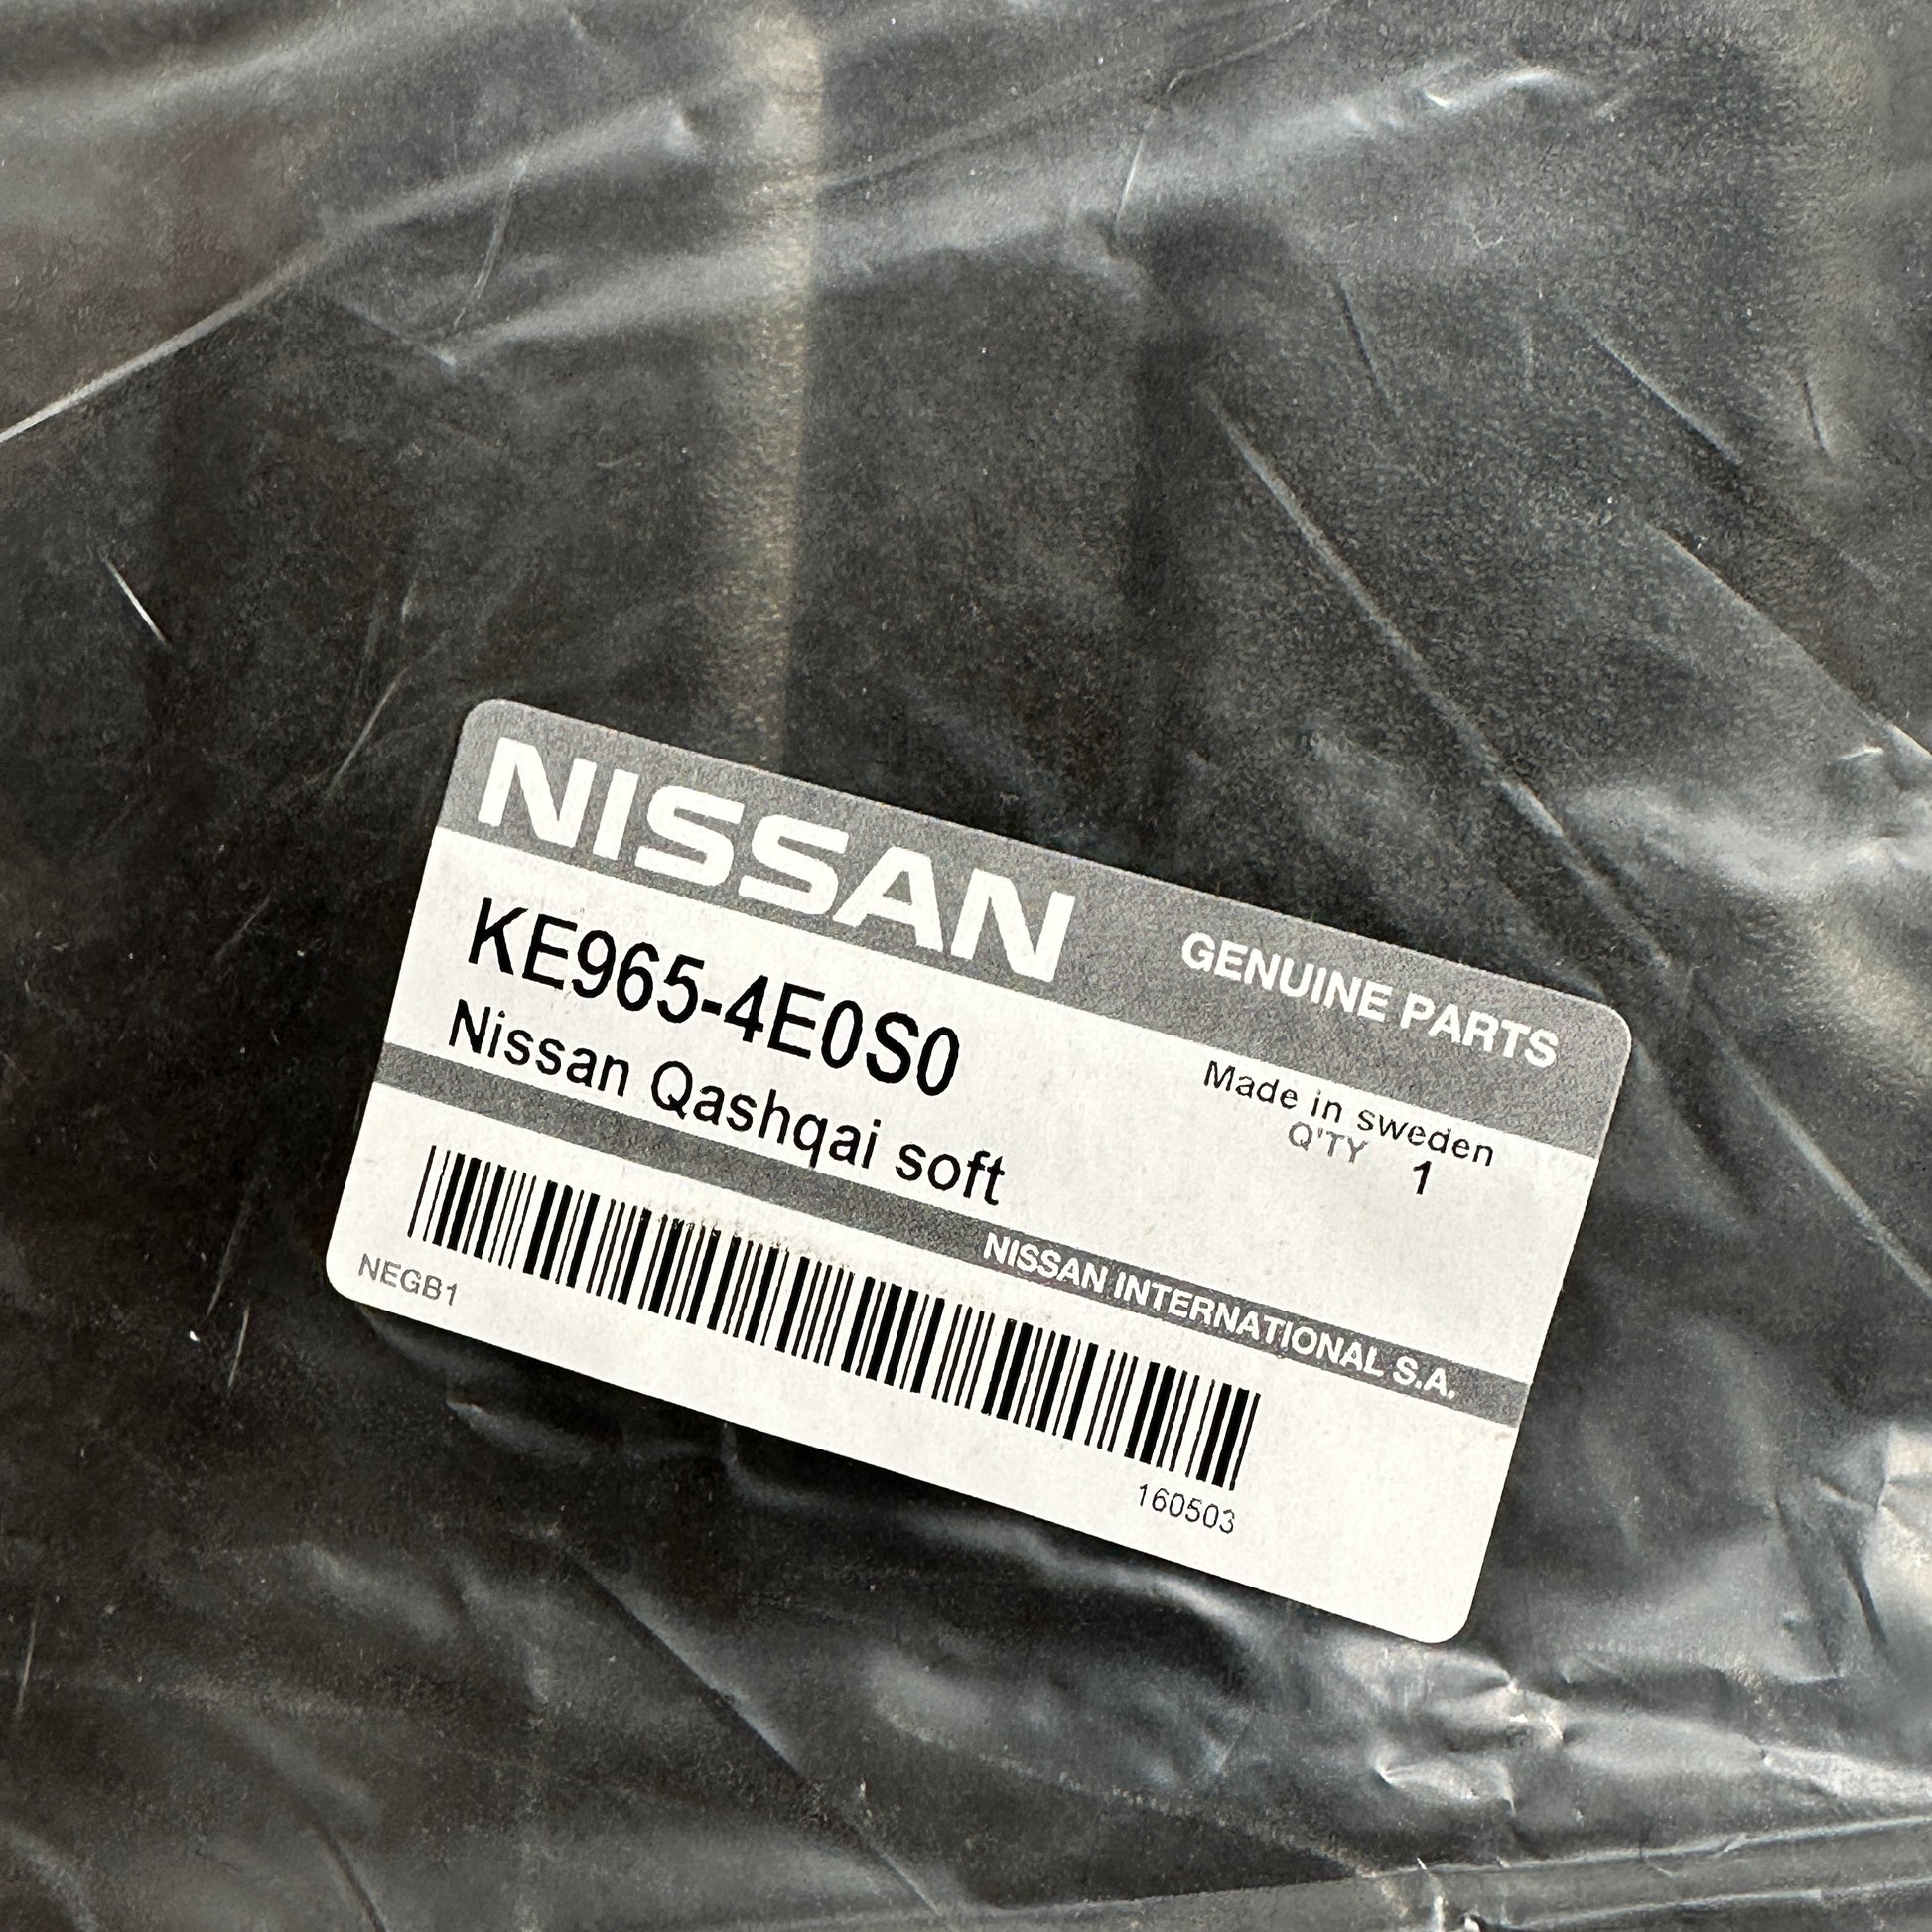 NISSAN GENUINE PARTS
KE965-4E0S0 Made in sweden
Nissan Qashqai soft Q'TY 1
NISSAN INTERNATIONAL S.A.
NEGB1
160503